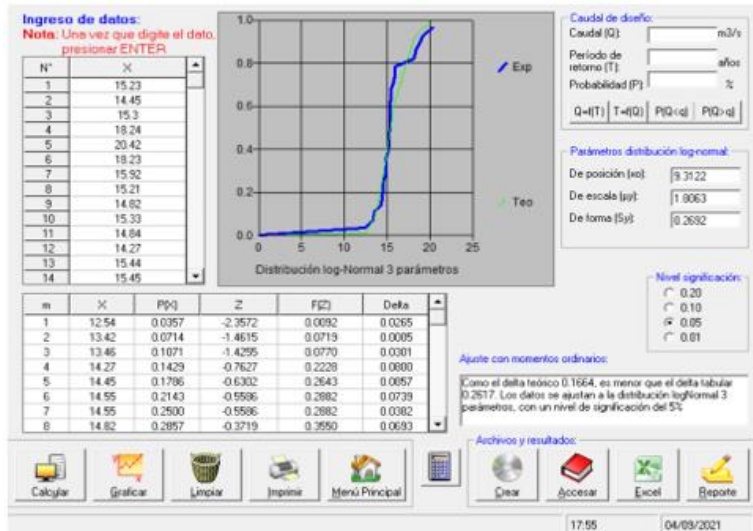 Ingreso de datos:
Nota: Una vez que digite el dato,
presionar ENTER
N° X
1 15.23
2 14.45
3 15.3
4 18.24
5 20.42
6 18.23
7 15.92
8 15.21
9 14.82
10 15.33
11 14.84
12 14.27
13 15.44
14 15.45
1.0
0.8
0.6
0.4
0.2
0.0
0 5 10 15 20 25
Exp
Teo
Distribución log-Normal 3 parámetros
Caudal de diseño:
Caudal (Q): m3/s
Período de
retorno (T): años
Probabilidad (P): %
Q=f(T) T=f(Q) P(Q<q) P(Q>q)
Parámetros distribución log-normal:
De posición (xo): 9.3122
De escala (µy): 1.8063
De forma (Sy): 0.2692
Nivel significación:
0.20
0.10
0.05
0.01
m X P(X) Z F(Z) Delta
1 12.54 0.0357 -2.3572 0.0092 0.0265
2 13.42 0.0714 -1.4615 0.0719 0.0005
3 13.46 0.1071 -1.4255 0.0770 0.0301
4 14.27 0.1429 -0.7627 0.2228 0.0800
5 14.45 0.1786 -0.6302 0.2643 0.0857
6 14.55 0.2143 -0.5586 0.2882 0.0739
7 14.55 0.2500 -0.5586 0.2882 0.0382
8 14.82 0.2857 -0.3719 0.3550 0.0693
Ajuste con momentos ordinarios:
Como el delta teórico 0.1664, es menor que el delta tabular
0.2617. Los datos se ajustan a la distribución logNormal 3
parámetros, con un nivel de significación del 5%
Calcular Graficar Limpiar Imprimir Menú Principal
Archivos y resultados:
Crear Accesar Excel Reporte
17:55 04/09/2021